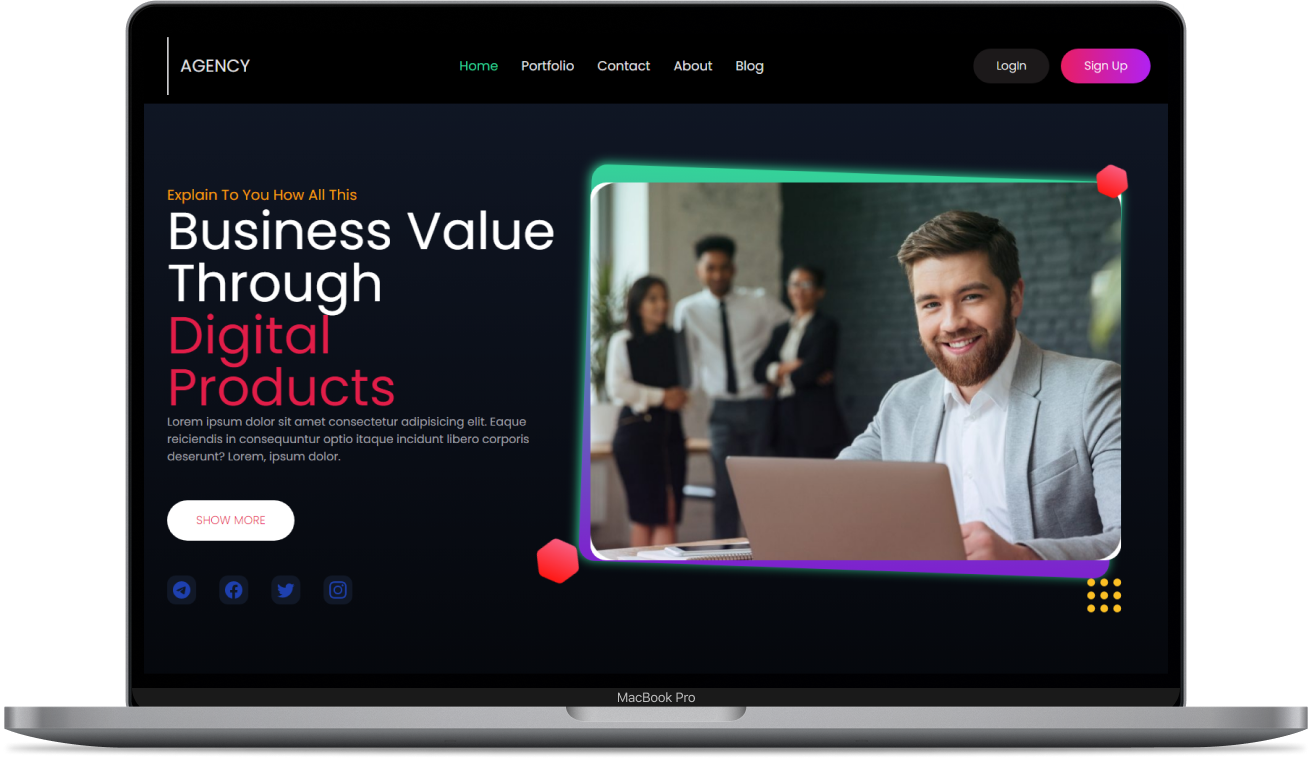 AGENCY
Home Portfolio Contact About Blog
LogIn Sign Up
Explain To You How All This
Business Value
Through
Digital
Products
Lorem ipsum dolor sit amet consectetur adipisicing elit. Eaque
reiciendis in consequuntur optio itaque incidunt libero corporis
deserunt? Lorem, ipsum dolor.
SHOW MORE
MacBook Pro